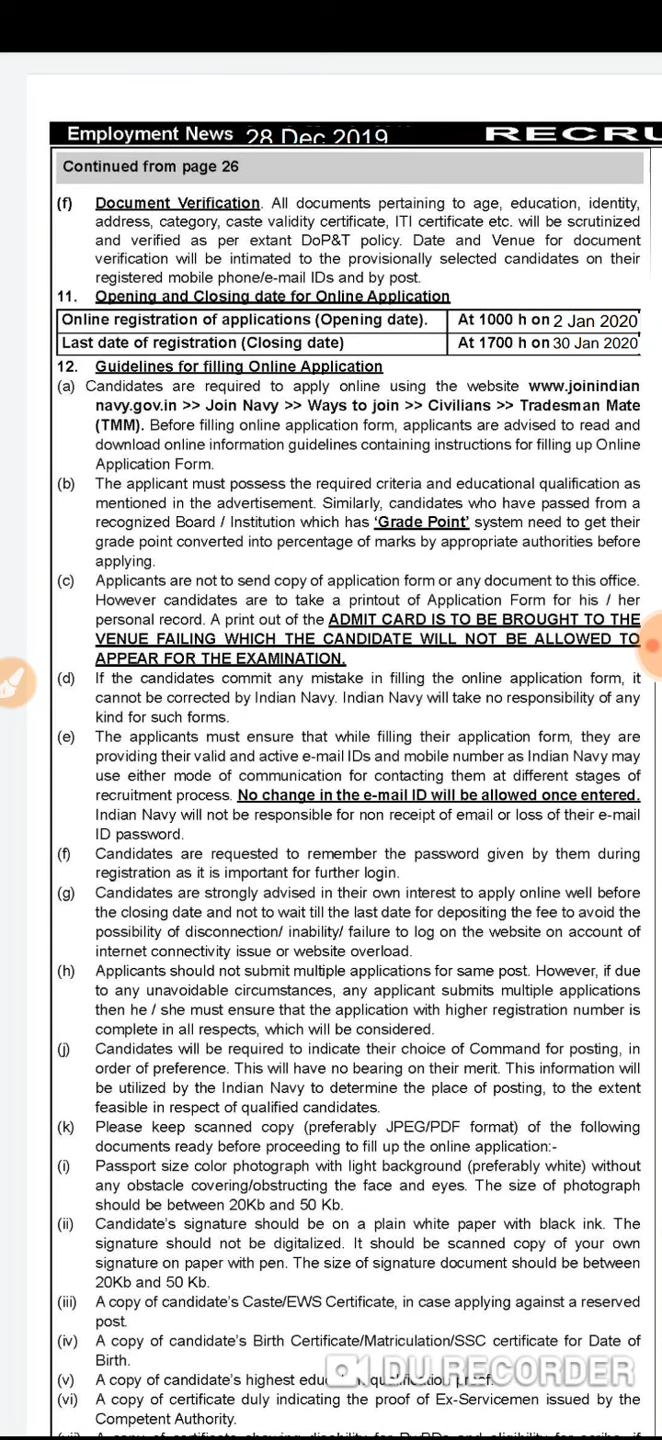 Employment News 28 Dec 2019 RECRU
Continued from page 26
(f) Document Verification. All documents pertaining to age, education, identity,
address, category, caste validity certificate, ITI certificate etc. will be scrutinized
and verified as per extant DoP&T policy. Date and Venue for document
verification will be intimated to the provisionally selected candidates on their
registered mobile phone/e-mail IDs and by post.
11. Opening and Closing date for Online Application
Online registration of applications (Opening date). At 1000 h on 2 Jan 2020
Last date of registration (Closing date) At 1700 h on 30 Jan 2020
12. Guidelines for filling Online Application
(a) Candidates are required to apply online using the website www.joinindian
navy.gov.in >> Join Navy >> Ways to join >> Civilians >> Tradesman Mate
(TMM). Before filling online application form, applicants are advised to read and
download online information guidelines containing instructions for filling up Online
Application Form.
(b) The applicant must possess the required criteria and educational qualification as
mentioned in the advertisement. Similarly, candidates who have passed from a
recognized Board / Institution which has ‘Grade Point’ system need to get their
grade point converted into percentage of marks by appropriate authorities before
applying.
(c) Applicants are not to send copy of application form or any document to this office.
However candidates are to take a printout of Application Form for his / her
personal record. A print out of the ADMIT CARD IS TO BE BROUGHT TO THE
VENUE FAILING WHICH THE CANDIDATE WILL NOT BE ALLOWED TO
APPEAR FOR THE EXAMINATION.
(d) If the candidates commit any mistake in filling the online application form, it
cannot be corrected by Indian Navy. Indian Navy will take no responsibility of any
kind for such forms.
(e) The applicants must ensure that while filling their application form, they are
providing their valid and active e-mail IDs and mobile number as Indian Navy may
use either mode of communication for contacting them at different stages of
recruitment process. No change in the e-mail ID will be allowed once entered.
Indian Navy will not be responsible for non receipt of email or loss of their e-mail
ID password.
(f) Candidates are requested to remember the password given by them during
registration as it is important for further login.
(g) Candidates are strongly advised in their own interest to apply online well before
the closing date and not to wait till the last date for depositing the fee to avoid the
possibility of disconnection/ inability/ failure to log on the website on account of
internet connectivity issue or website overload.
(h) Applicants should not submit multiple applications for same post. However, if due
to any unavoidable circumstances, any applicant submits multiple applications
then he / she must ensure that the application with higher registration number is
complete in all respects, which will be considered.
(j) Candidates will be required to indicate their choice of Command for posting, in
order of preference. This will have no bearing on their merit. This information will
be utilized by the Indian Navy to determine the place of posting, to the extent
feasible in respect of qualified candidates.
(k) Please keep scanned copy (preferably JPEG/PDF format) of the following
documents ready before proceeding to fill up the online application:-
(i) Passport size color photograph with light background (preferably white) without
any obstacle covering/obstructing the face and eyes. The size of photograph
should be between 20Kb and 50 Kb.
(ii) Candidate’s signature should be on a plain white paper with black ink. The
signature should not be digitalized. It should be scanned copy of your own
signature on paper with pen. The size of signature document should be between
20Kb and 50 Kb.
(iii) A copy of candidate’s Caste/EWS Certificate, in case applying against a reserved
post.
(iv) A copy of candidate’s Birth Certificate/Matriculation/SSC certificate for Date of
Birth.
DU RECORDER
(v) A copy of candidate’s highest
(vi) A copy of certificate duly indicating the proof of Ex-Servicemen issued by the
Competent Authority.